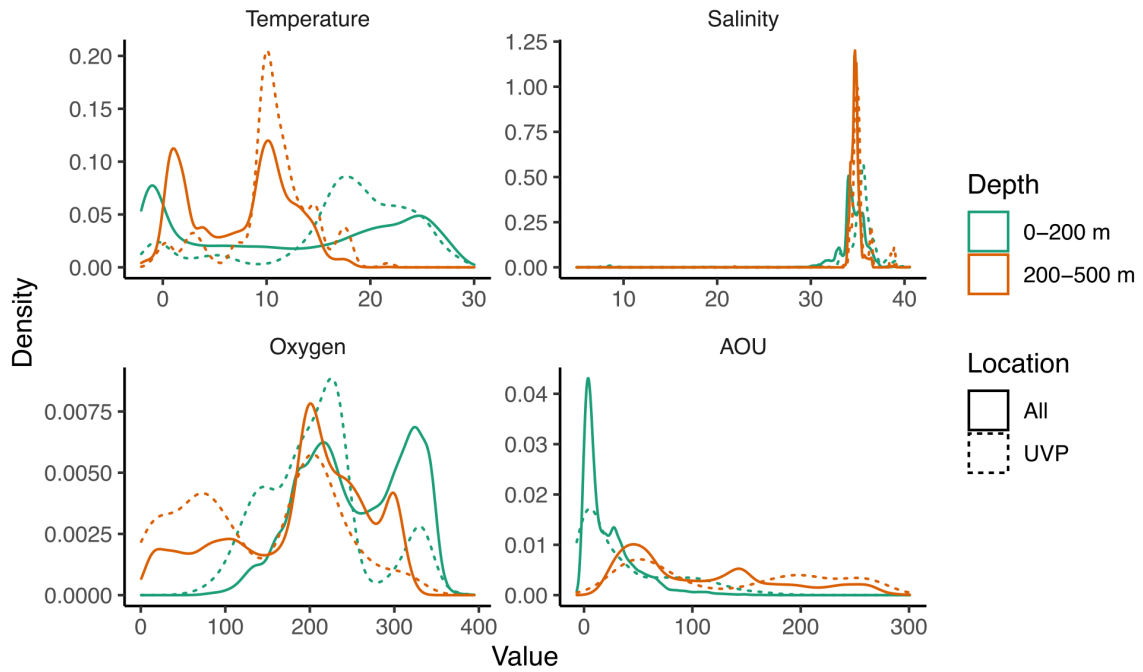 Temperature
Salinity
0.20
0.15
0.10
0.05
0.00
0 10 20 30
1.25
1.00
0.75
0.50
0.25
0.00
10 20 30 40
Density
Oxygen
AOU
0.0075
0.0050
0.0025
0.0000
0 100 200 300 400
0.04
0.03
0.02
0.01
0.00
0 100 200 300
Value
Depth
0−200 m
200−500 m
Location
All
UVP